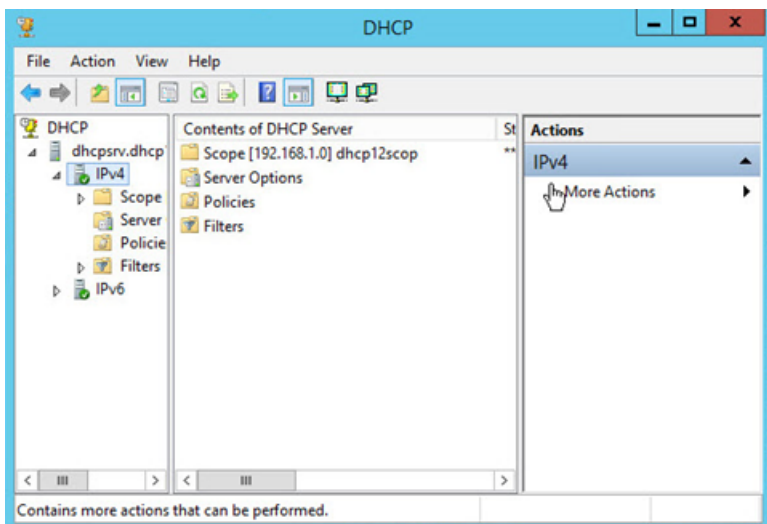 DHCP
File Action View Help
DHCP
dhcpsrv.dhcp
IPv4
Scope
Server
Policie
Filters
IPv6
Contents of DHCP Server St
Scope [192.168.1.0] dhcp12scop **
Server Options
Policies
Filters
Actions
IPv4
More Actions
Contains more actions that can be performed.